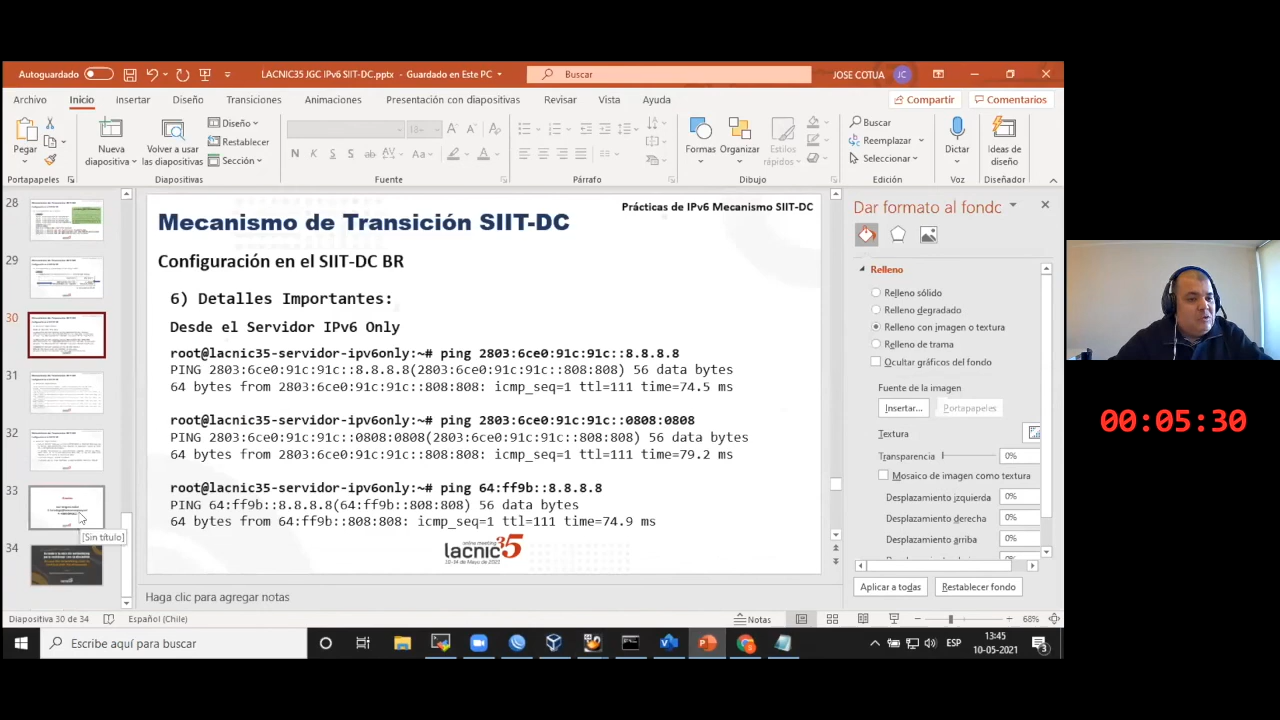 Autoguardado
LACNIC35 JGC IPv6 SIIT-DC.pptx - Guardado en Este PC
Buscar
JOSE COTUA
JC
Archivo Inicio Insertar Diseño Transiciones Animaciones Presentación con diapositivas Revisar Vista Ayuda
Compartir
Comentarios
Pegar
Nueva diapositiva
Volver a usar las diapositivas
Diseño
Restablecer
Sección
Formas
Organizar
Estilos rápidos
Buscar
Reemplazar
Seleccionar
Dictar
Ideas de diseño
Portapapeles
Diapositivas
Fuente
Párrafo
Dibujo
Edición
Voz
Diseñador
28
29
30
31
32
33
[Sin título]
34
Prácticas de IPv6 Mecanismo SIIT-DC
Mecanismo de Transición SIIT-DC
Configuración en el SIIT-DC BR
6) Detalles Importantes:
Desde el Servidor IPv6 Only
root@lacnic35-servidor-ipv6only:~# ping 2803:6ce0:91c:91c::8.8.8.8
PING 2803:6ce0:91c:91c::8.8.8.8(2803:6ce0:91c:91c::808:808) 56 data bytes
64 bytes from 2803:6ce0:91c:91c::808:808: icmp_seq=1 ttl=111 time=74.5 ms
root@lacnic35-servidor-ipv6only:~# ping 2803:6ce0:91c:91c::0808:0808
PING 2803:6ce0:91c:91c::0808:0808(2803:6ce0:91c:91c::808:808) 56 data bytes
64 bytes from 2803:6ce0:91c:91c::808:808: icmp_seq=1 ttl=111 time=79.2 ms
root@lacnic35-servidor-ipv6only:~# ping 64:ff9b::8.8.8.8
PING 64:ff9b::8.8.8.8(64:ff9b::808:808) 56 data bytes
64 bytes from 64:ff9b::808:808: icmp_seq=1 ttl=111 time=74.9 ms
online meeting
lacnic35
10-14 de Mayo de 2021
Dar formato al fondc
Relleno
Relleno sólido
Relleno degradado
Relleno con imagen o textura
Relleno de trama
Ocultar gráficos del fondo
Fuente de la imagen
Insertar...
Portapapeles
Textura
Transparencia 0%
Mosaico de imagen como textura
Desplazamiento izquierda 0%
Desplazamiento derecha 0%
Desplazamiento arriba 0%
Aplicar a todas
Restablecer fondo
Haga clic para agregar notas
Diapositiva 30 de 34
Español (Chile)
Notas
68%
Escribe aquí para buscar
ESP
13:45
10-05-2021
3
00:05:30